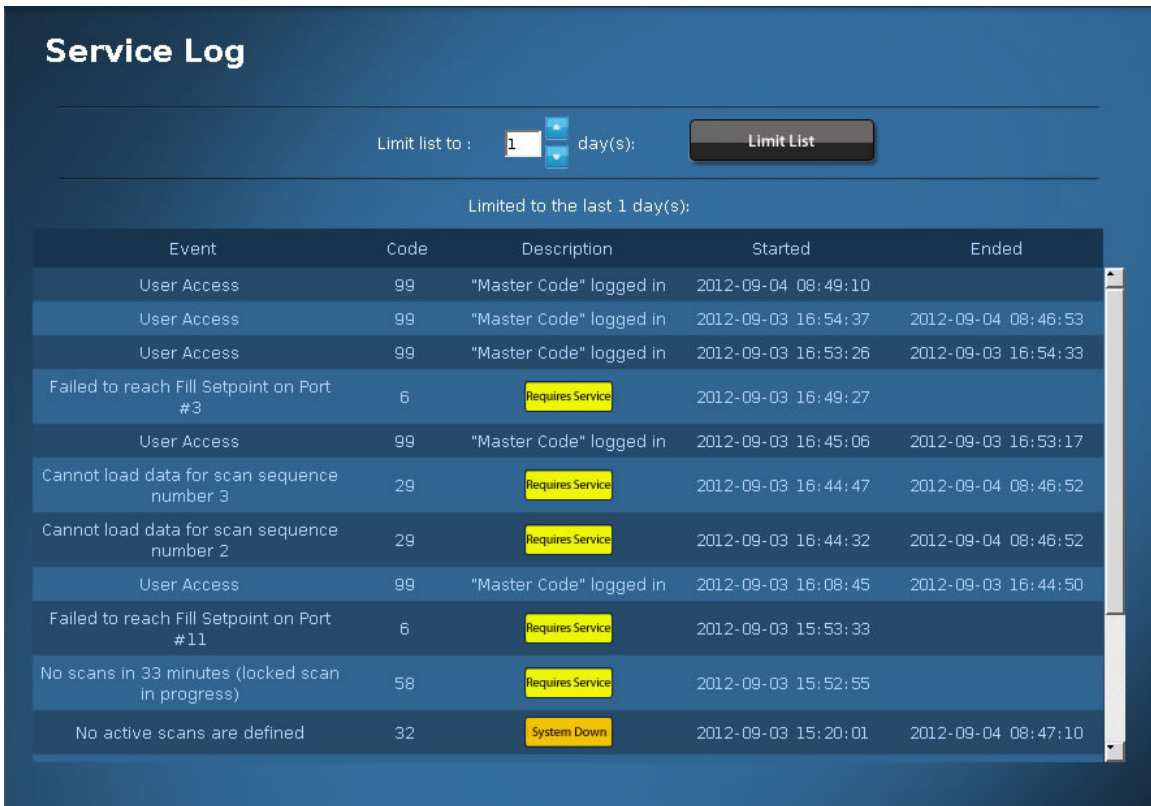 Service Log
Limit list to : 1 day(s): Limit List
Limited to the last 1 day(s):
Event Code Description Started Ended
User Access 99 "Master Code" logged in 2012-09-04 08:49:10
User Access 99 "Master Code" logged in 2012-09-03 16:54:37 2012-09-04 08:46:53
User Access 99 "Master Code" logged in 2012-09-03 16:53:26 2012-09-03 16:54:33
Failed to reach Fill Setpoint on Port
#3 6 Requires Service 2012-09-03 16:49:27
User Access 99 "Master Code" logged in 2012-09-03 16:45:06 2012-09-03 16:53:17
Cannot load data for scan sequence
number 3 29 Requires Service 2012-09-03 16:44:47 2012-09-04 08:46:52
Cannot load data for scan sequence
number 2 29 Requires Service 2012-09-03 16:44:32 2012-09-04 08:46:52
User Access 99 "Master Code" logged in 2012-09-03 16:08:45 2012-09-03 16:44:50
Failed to reach Fill Setpoint on Port
#11 6 Requires Service 2012-09-03 15:53:33
No scans in 33 minutes (locked scan
in progress) 58 Requires Service 2012-09-03 15:52:55
No active scans are defined 32 System Down 2012-09-03 15:20:01 2012-09-04 08:47:10